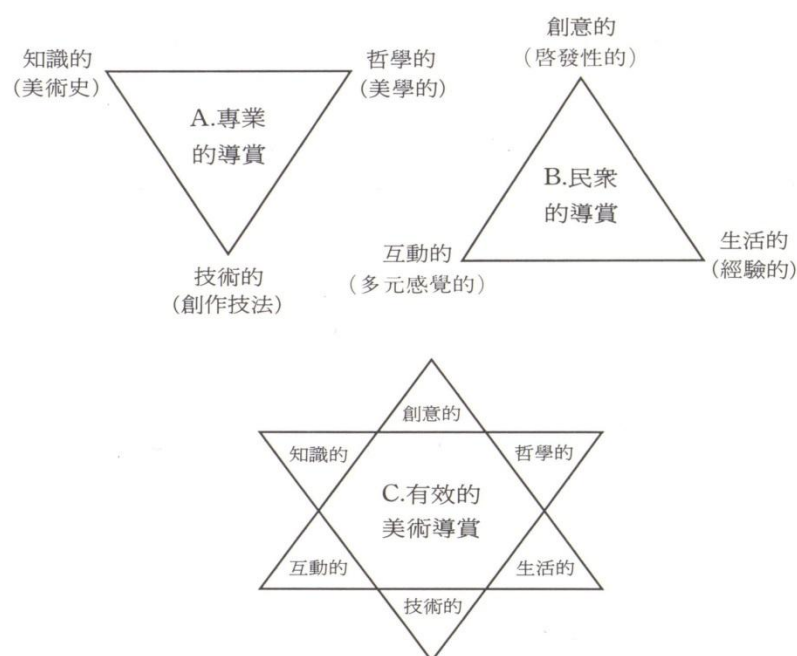 知識的
(美術史)
哲學的
(美學的)
A.專業
的導賞
技術的
(創作技法)
創意的
(啓發性的)
B.民衆
的導賞
互動的
(多元感覺的)
生活的
(經驗的)
創意的
知識的
哲學的
C.有效的
美術導賞
互動的
生活的
技術的